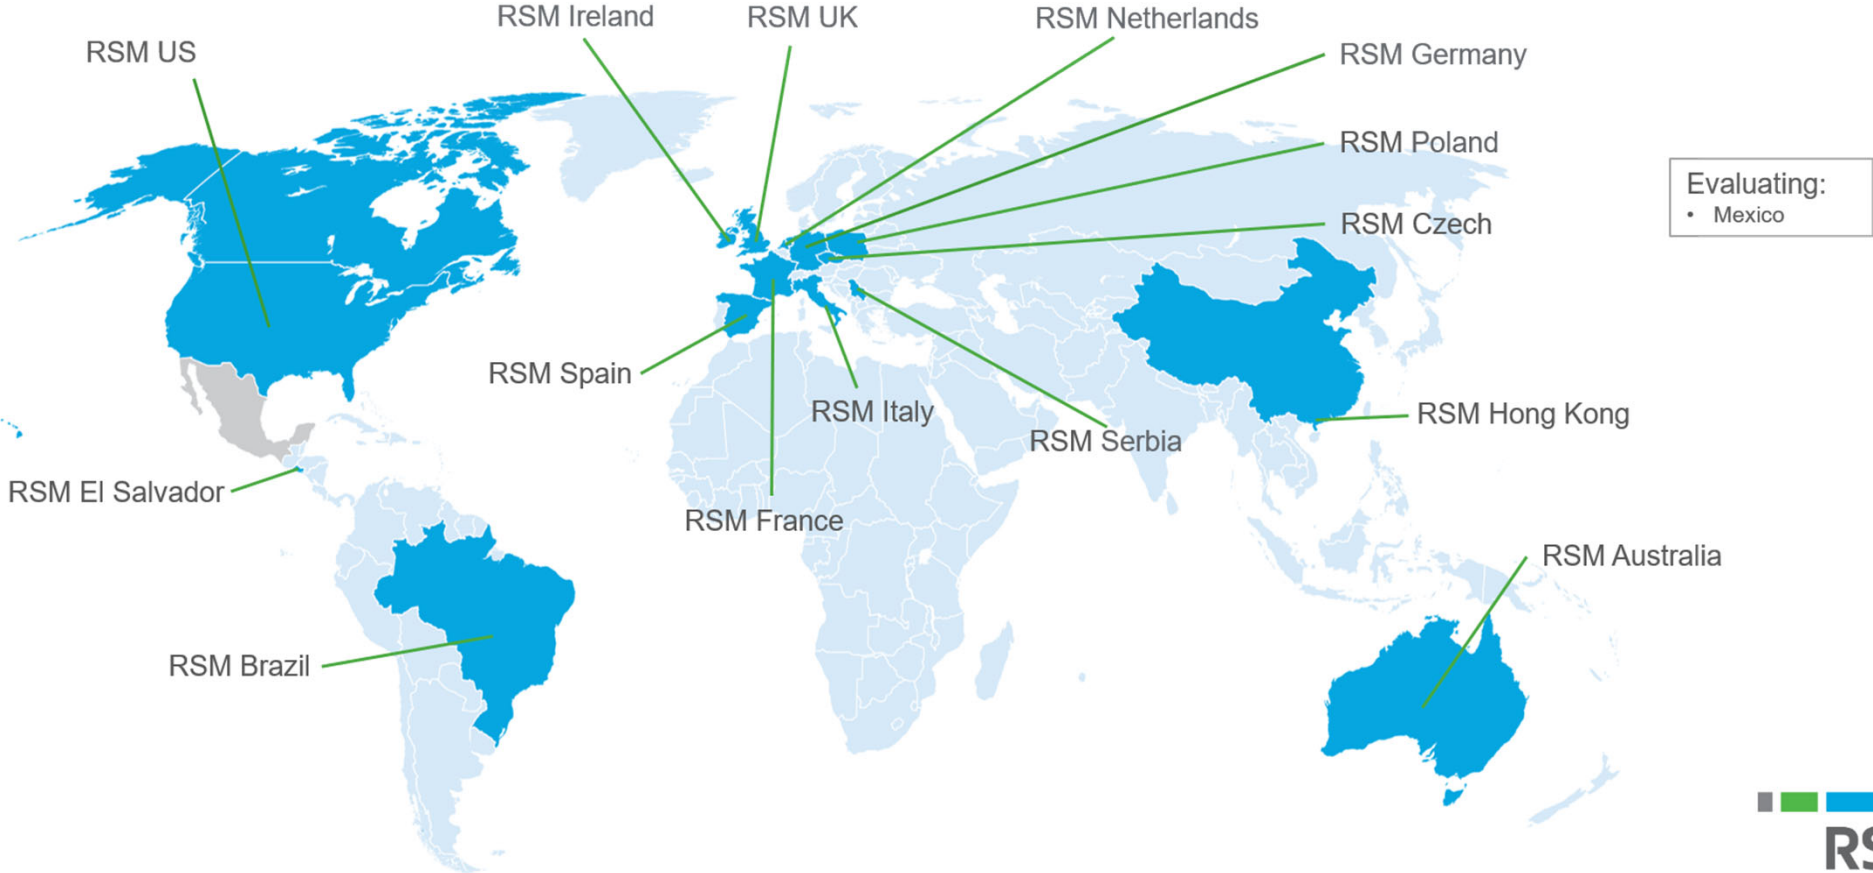 RSM Ireland
RSM UK
RSM Netherlands
RSM US
RSM Germany
RSM Poland
Evaluating:
• Mexico
RSM Czech
RSM Spain
RSM Italy
RSM Hong Kong
RSM Serbia
RSM El Salvador
RSM France
RSM Australia
RSM Brazil
RS